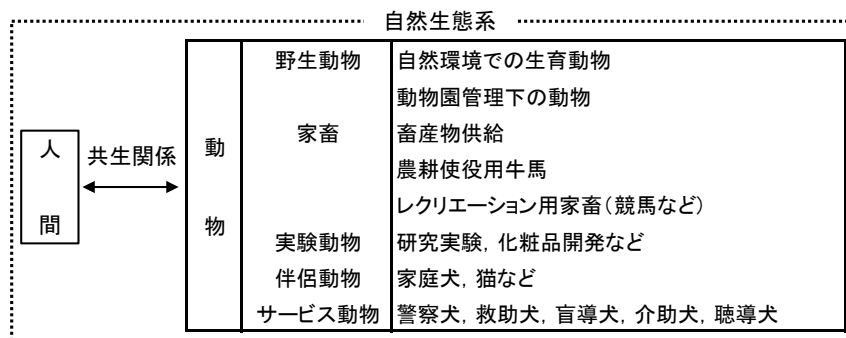 自然生態系
野生動物 自然環境での生育動物
動物園管理下の動物
人間
共生関係
動物
家畜 畜産物供給
農耕使役用牛馬
レクリエーション用家畜(競馬など)
実験動物 研究実験, 化粧品開発など
伴侶動物 家庭犬, 猫など
サービス動物 警察犬, 救助犬, 盲導犬, 介助犬, 聴導犬